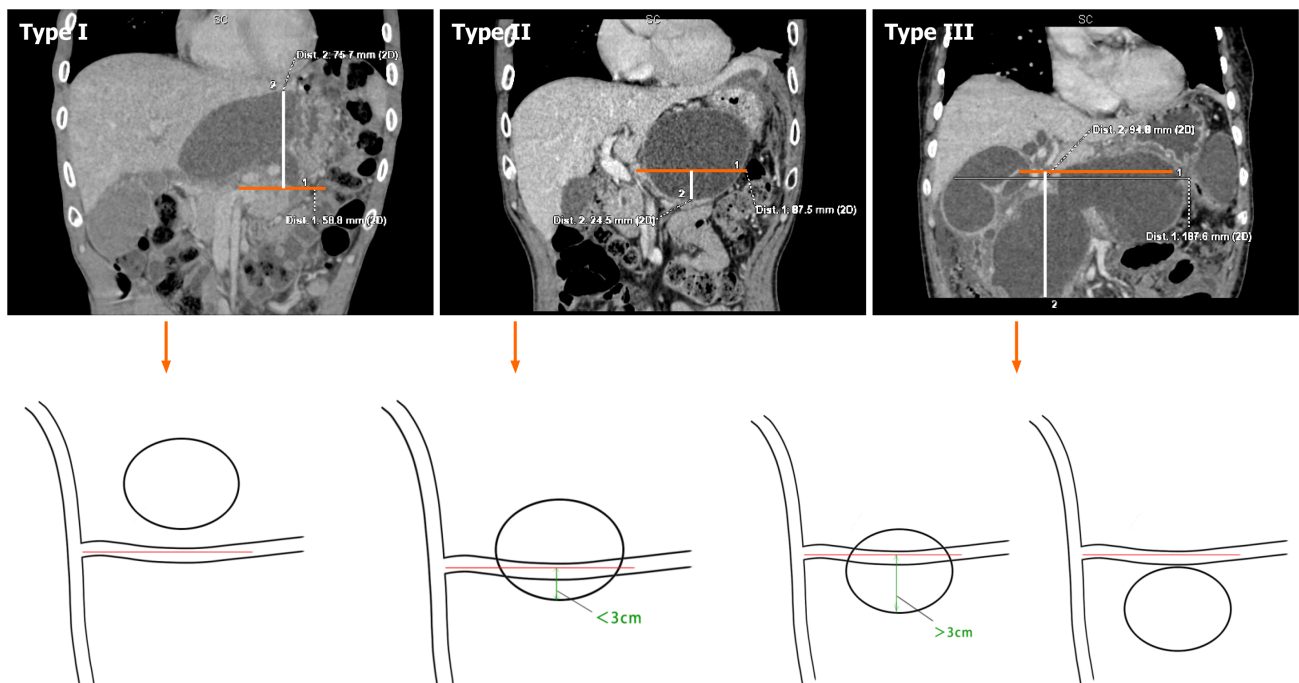 Type I
SC
Dist. 2: 75.7 mm (2D)
2
1
Dist. 1: 58.8 mm (2D)
Type II
SC
1
2
Dist. 2: 24.5 mm (2D)
Dist. 1: 87.5 mm (2D)
Type III
SC
Dist. 2: 94.8 mm (2D)
1
Dist. 1: 187.6 mm (2D)
2
<3cm
>3cm